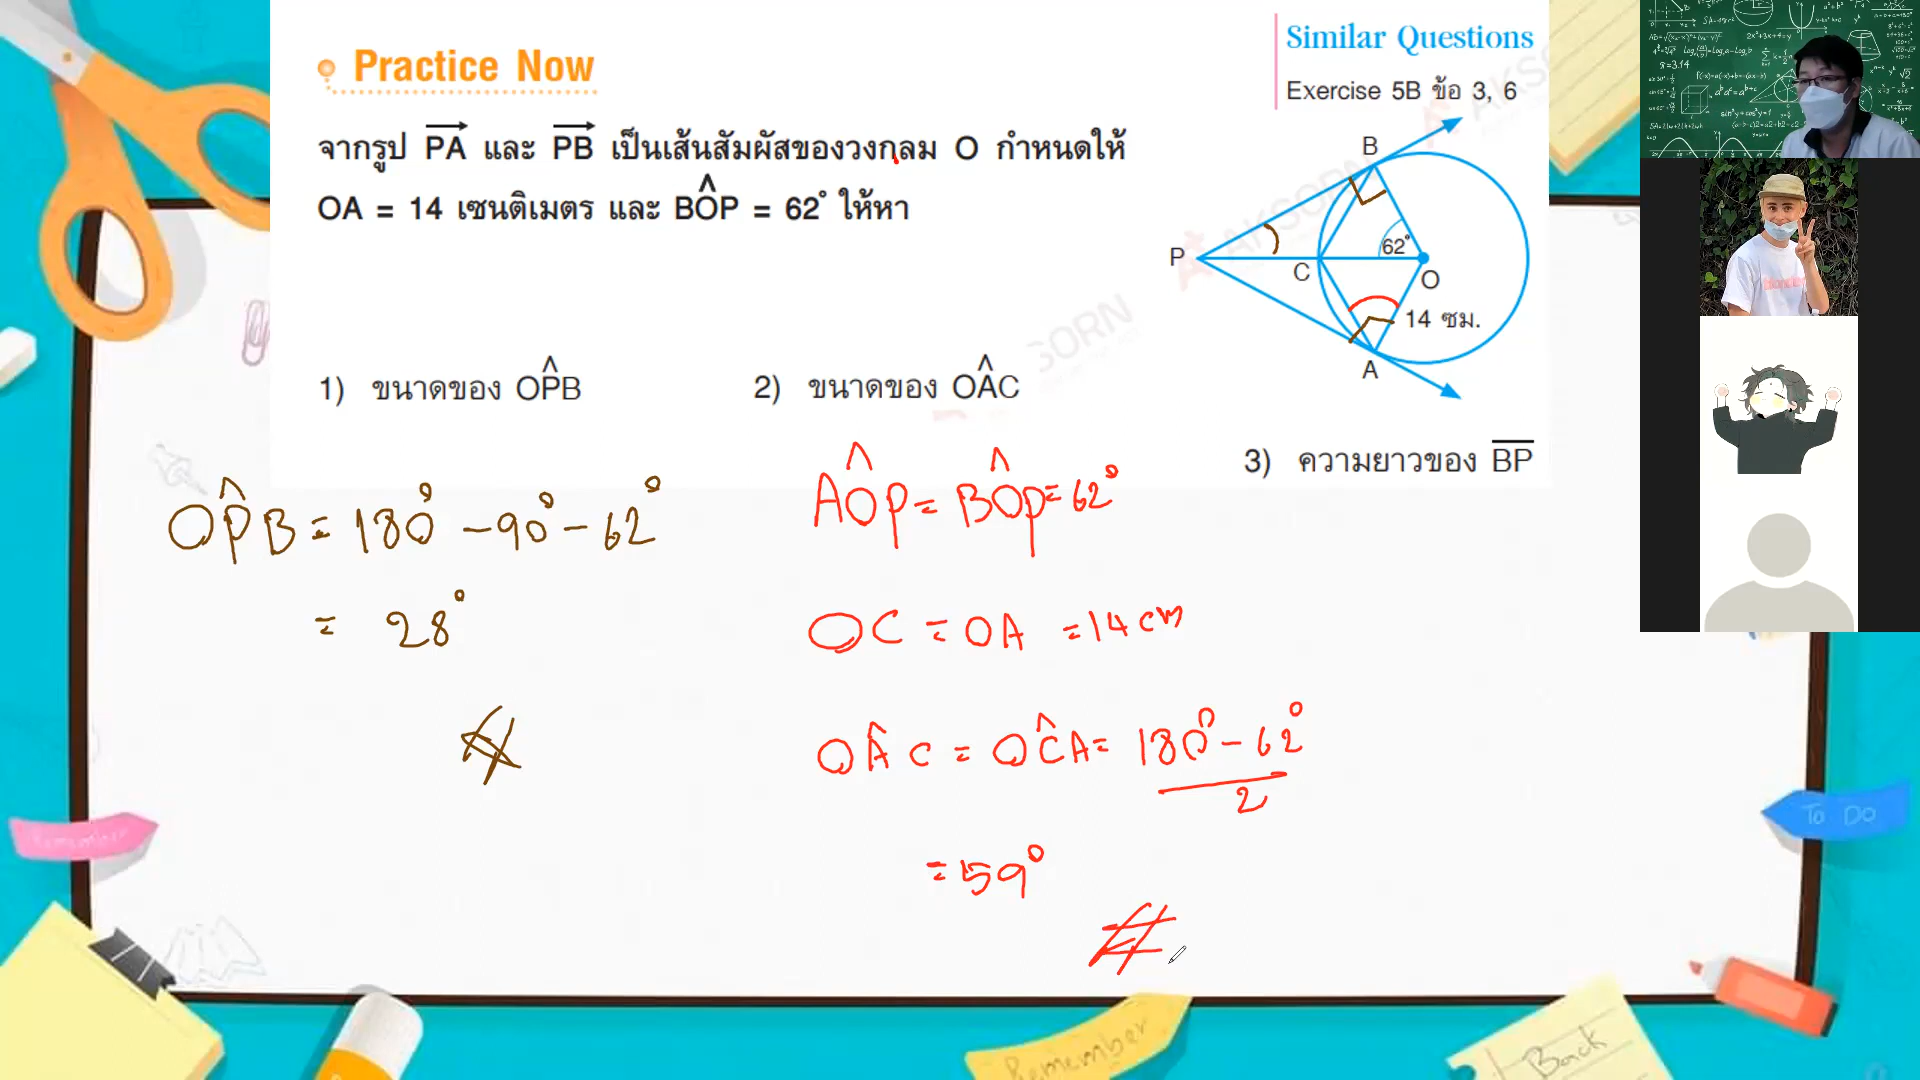 Practice Now
Similar Questions
Exercise 5B ข้อ 3, 6
จากรูป PA และ PB เป็นเส้นสัมผัสของวงกลม O กำหนดให้
OA = 14 เซนติเมตร และ BÔP = 62° ให้หา
B
P
C
62°
O
14 ซม.
A
1) ขนาดของ OP̂B
2) ขนาดของ OÂC
3) ความยาวของ BP
OP̂B = 180° - 90° - 62°
= 28°
AÔP = BÔP = 62°
OC = OA = 14 cm
OÂC = OĈA = 180° - 62°
2
= 59°
Remember
TO DO
Remember
Back